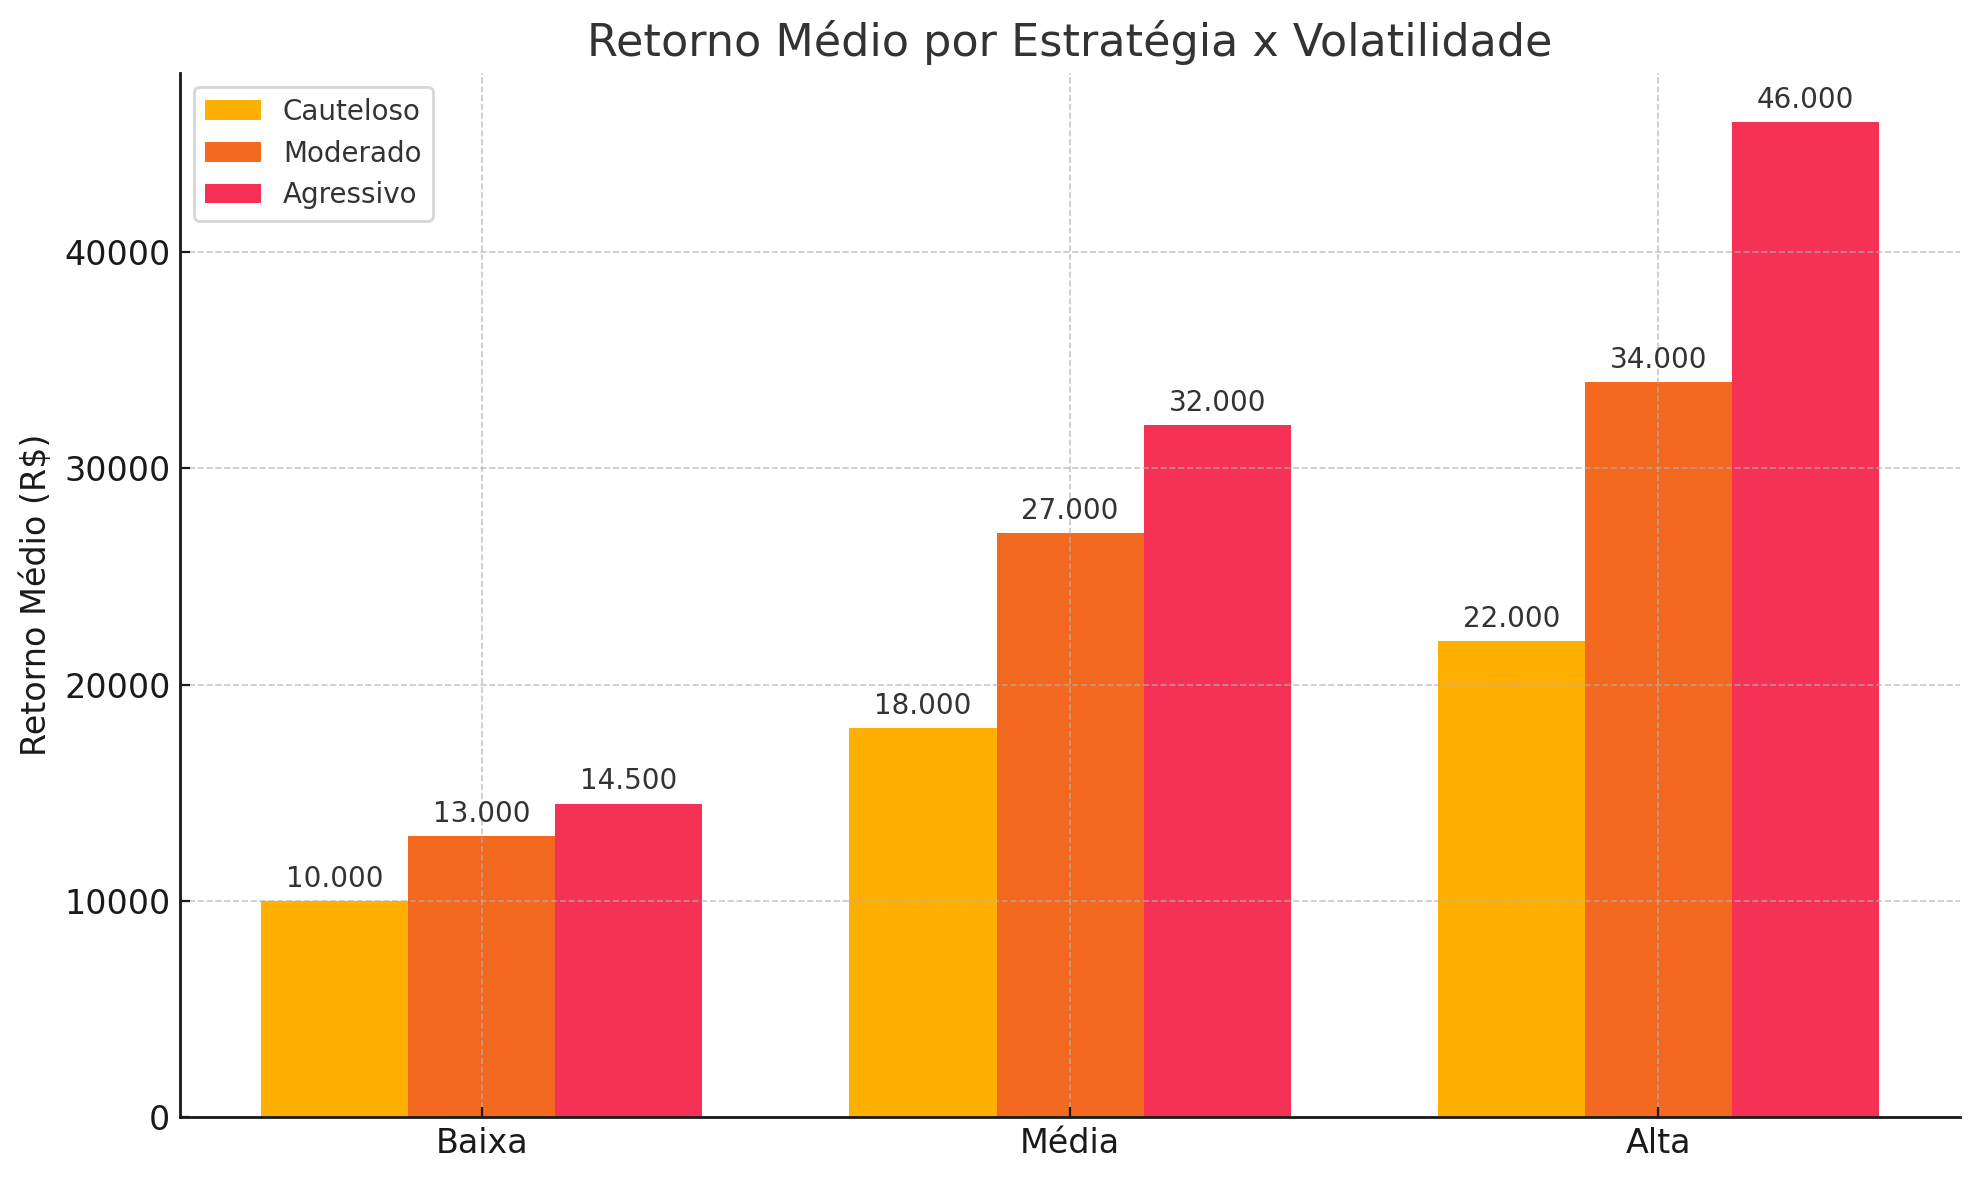 Retorno Médio por Estratégia x Volatilidade
Cauteloso
Moderado
Agressivo
Retorno Médio (R$)
40000
30000
20000
10000
0
10.000
13.000
14.500
18.000
27.000
32.000
22.000
34.000
46.000
Baixa
Média
Alta